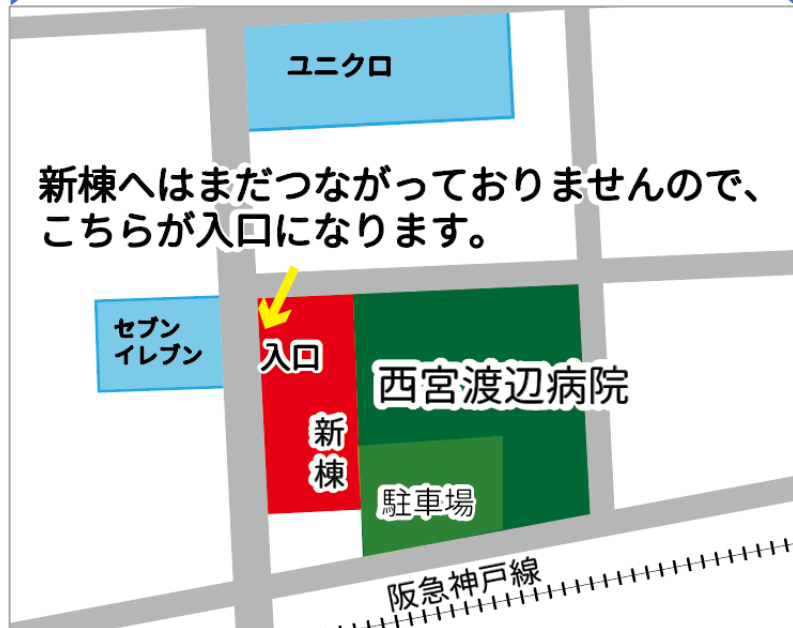 ユニクロ
新棟へはまだつながっておりませんので、
こちらが入口になります。
セブン
イレブン
入口
西宮渡辺病院
新棟
駐車場
阪急神戸線